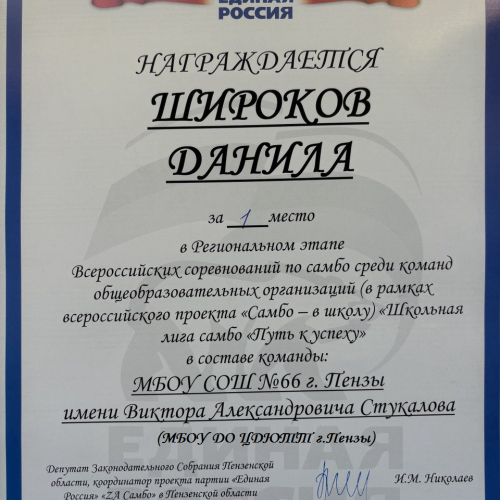 ЕДИНАЯ
РОССИЯ
НАГРАЖДАЕТСЯ
ШИРОКОВ
ДАНИЛА
за 1 место
в Региональном этапе
Всероссийских соревнований по самбо среди команд
общеобразовательных организаций (в рамках
всероссийского проекта «Самбо – в школу) «Школьная
лига самбо «Путь к успеху»
в составе команды:
МБОУ СОШ №66 г. Пензы
имени Виктора Александровича Стукалова
(МБОУ ДО ЦДЮТТ г.Пензы)
Депутат Законодательного Собрания Пензенской
области, координатор проекта партии «Единая
Россия» «ZA Самбо» в Пензенской области
И.М. Николаев
ЕДИНАЯ